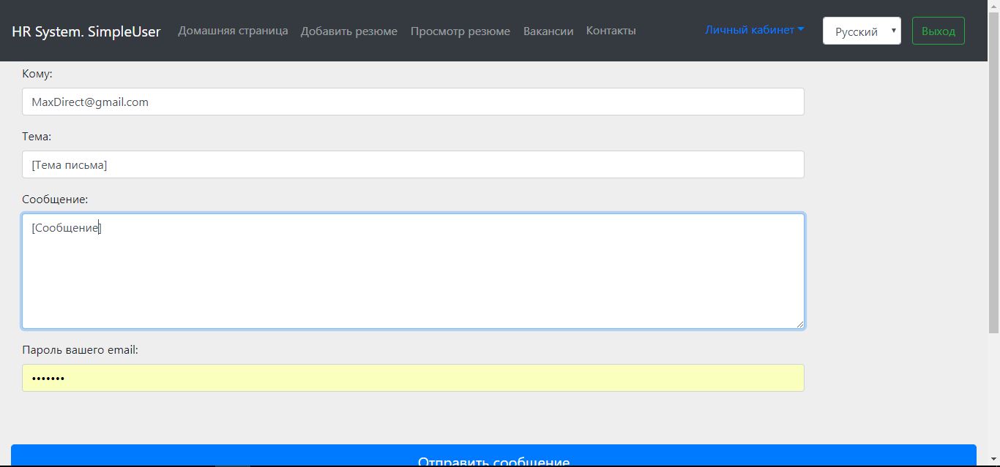 HR System. SimpleUser Домашняя страница Добавить резюме Просмотр резюме Вакансии Контакты Личный кабинет Русский Выход
Кому:
MaxDirect@gmail.com
Тема:
[Тема письма]
Сообщение:
[Сообщение]
Пароль вашего email:
•••••••
Отправить сообщение